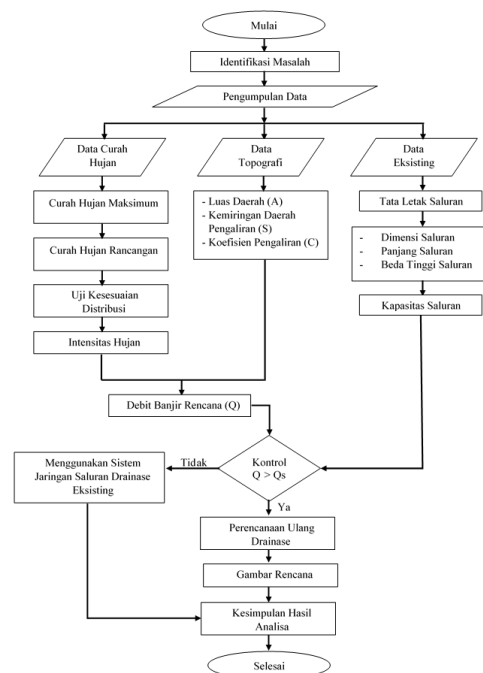 Mulai
Identifikasi Masalah
Pengumpulan Data
Data Curah
Hujan
Data
Topografi
Data
Eksisting
Curah Hujan Maksimum
Curah Hujan Rancangan
Uji Kesesuaian
Distribusi
Intensitas Hujan
- Luas Daerah (A)
- Kemiringan Daerah
Pengaliran (S)
- Koefisien Pengaliran (C)
Tata Letak Saluran
- Dimensi Saluran
- Panjang Saluran
- Beda Tinggi Saluran
Kapasitas Saluran
Debit Banjir Rencana (Q)
Kontrol
Q > Qs
Tidak
Menggunakan Sistem
Jaringan Saluran Drainase
Eksisting
Ya
Perencanaan Ulang
Drainase
Gambar Rencana
Kesimpulan Hasil
Analisa
Selesai